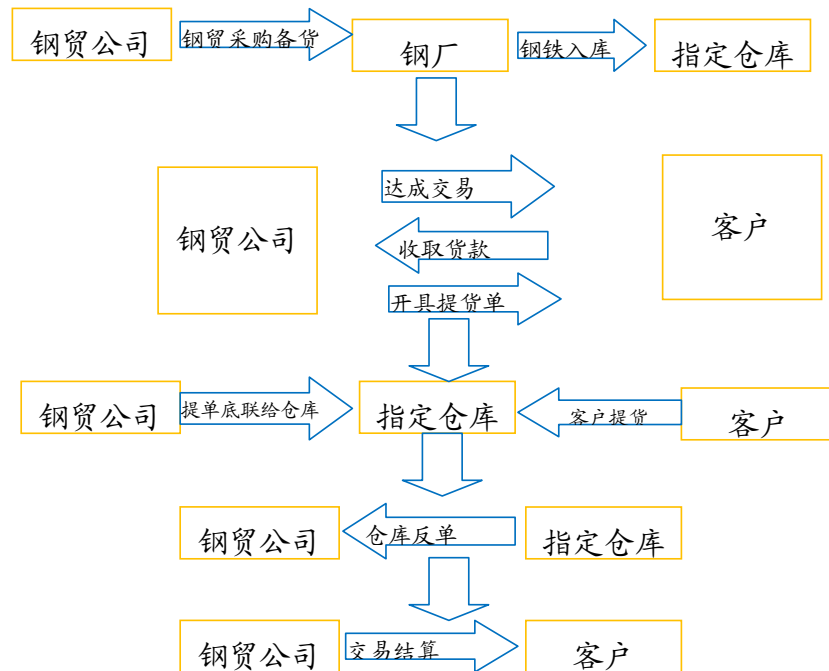 钢贸公司
钢贸采购备货
钢厂
钢铁入库
指定仓库
达成交易
钢贸公司
收取货款
客户
开具提货单
钢贸公司
提单底联给仓库
指定仓库
客户提货
客户
钢贸公司
仓库反单
指定仓库
钢贸公司
交易结算
客户